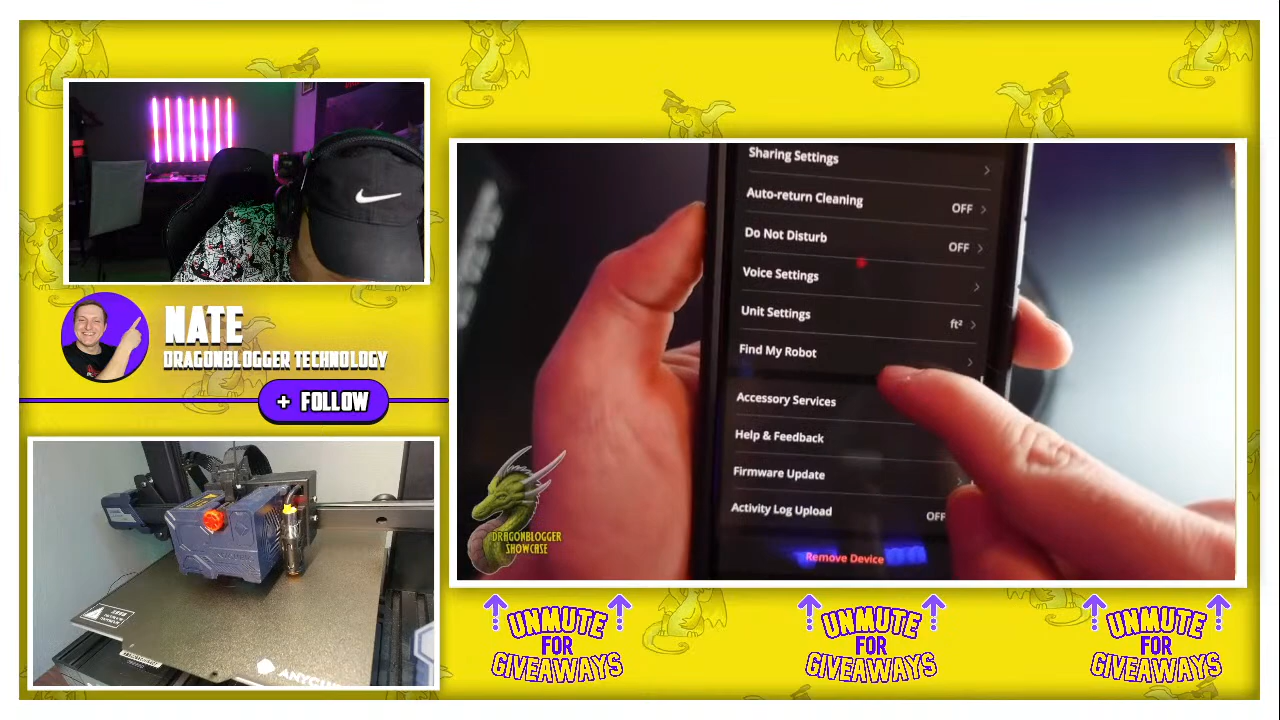 NATE
DRAGONBLOGGER TECHNOLOGY
+ FOLLOW
Sharing Settings
Auto-return Cleaning OFF
Do Not Disturb OFF
Voice Settings
Unit Settings ft²
Find My Robot
Accessory Services
Help & Feedback
Firmware Update
Activity Log Upload OFF
Remove Device
DRAGONBLOGGER
SHOWCASE
UNMUTE
FOR
GIVEAWAYS
UNMUTE
FOR
GIVEAWAYS
UNMUTE
FOR
GIVEAWAYS